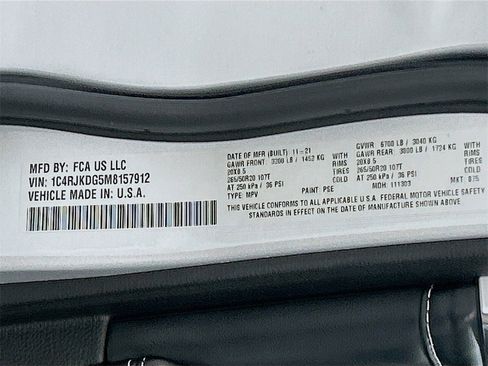 MFD BY: FCA US LLC
VIN: 1C4RJKDG5M8157912
VEHICLE MADE IN: U.S.A.
DATE OF MFR (BUILT) 11-21 GVWR 6700 LB / 3040 KG
GAWR FRONT: 3200 LB / 1452 KG WITH GAWR REAR: 3800 LB / 1724 KG WITH
20X8.5 RIMS 20X8.5 RIMS
265/50R20 107T TIRES 265/50R20 107T TIRES
AT 250 kPa / 36 PSI COLD AT 250 kPa / 36 PSI COLD
TYPE: MPV PAINT: PSE MDH: 111303 MKT: B75
THIS VEHICLE CONFORMS TO ALL APPLICABLE U.S.A. FEDERAL MOTOR VEHICLE SAFETY
STANDARDS IN EFFECT ON THE DATE OF MANUFACTURE SHOWN ABOVE.